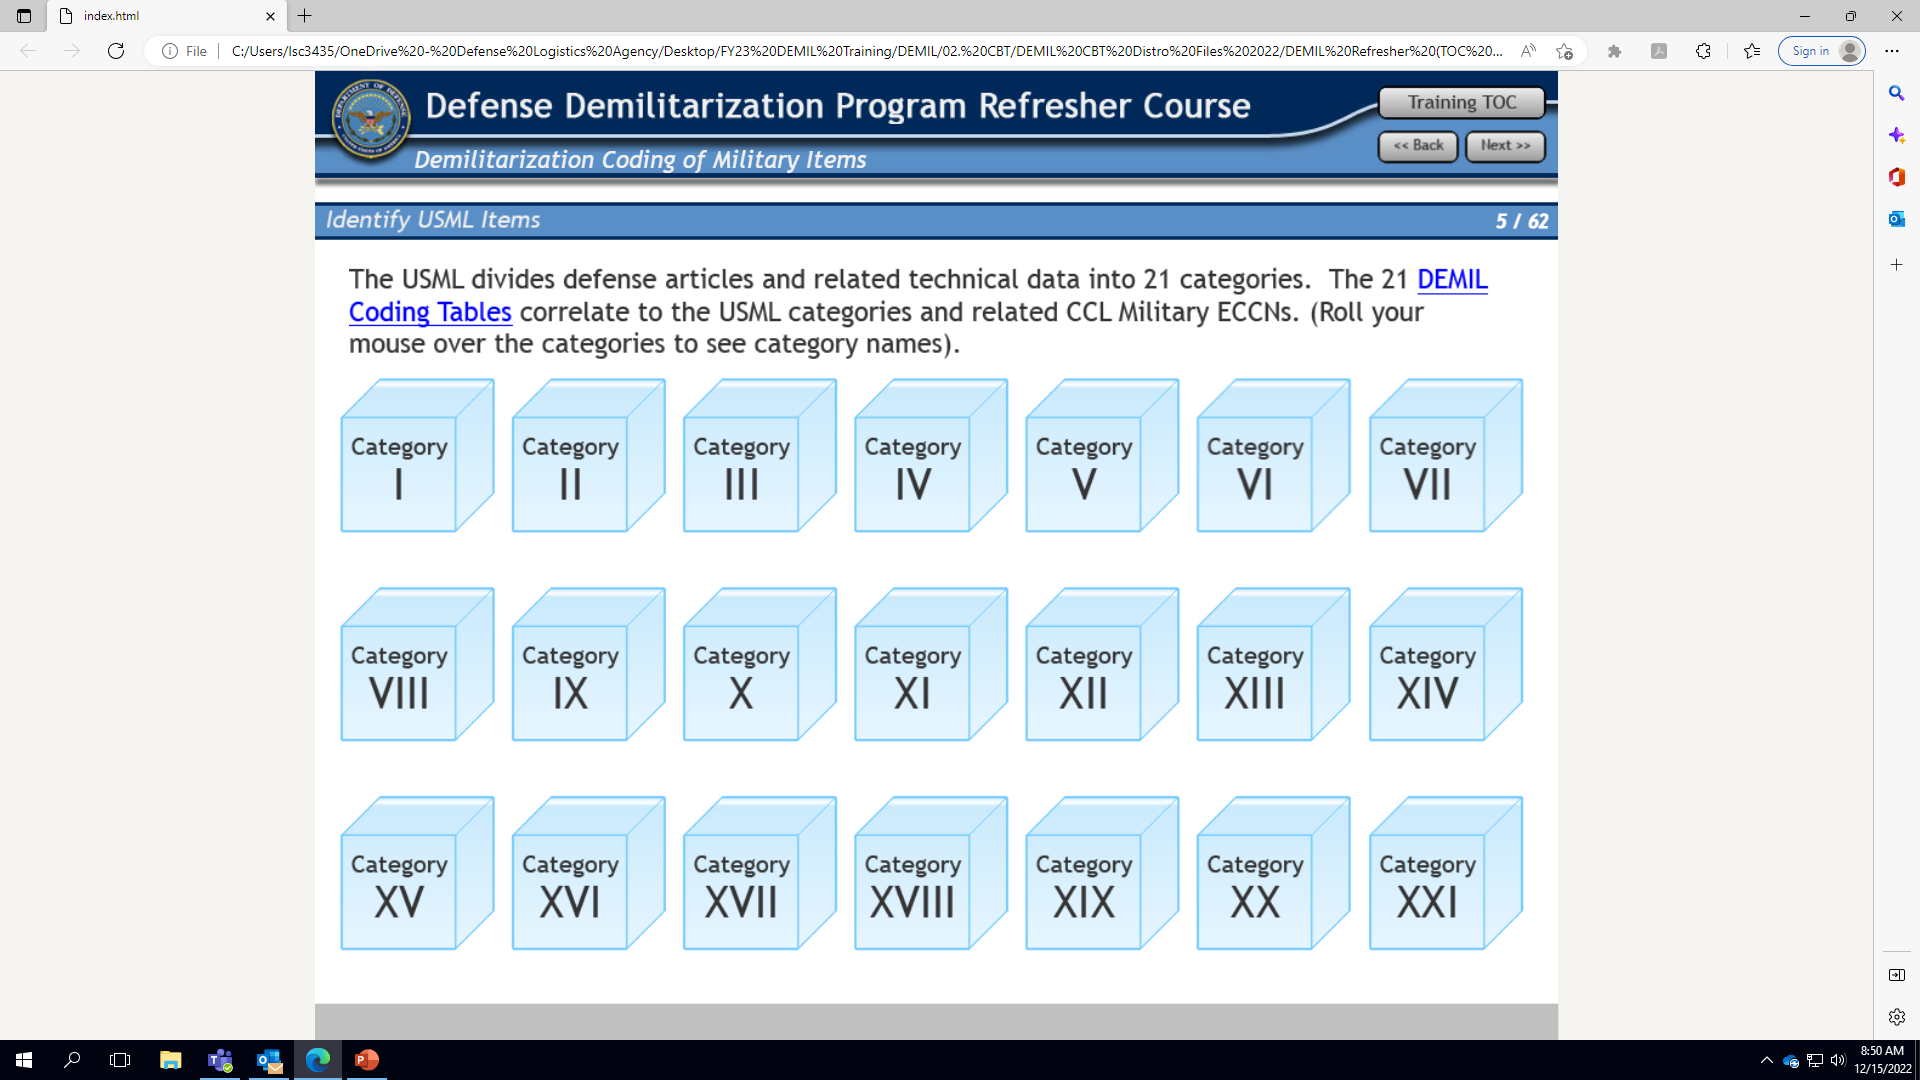 index.html
File
C:/Users/lsc3435/OneDrive%20-%20Defense%20Logistics%20Agency/Desktop/FY23%20DEMIL%20Training/DEMIL/02.%20CBT/DEMIL%20CBT%20Distro%20Files%202022/DEMIL%20Refresher%20(TOC%20...
Sign in
Defense Demilitarization Program Refresher Course
Training TOC
Demilitarization Coding of Military Items
<< Back
Next >>
Identify USML Items
5 / 62
The USML divides defense articles and related technical data into 21 categories.  The 21 DEMIL
Coding Tables correlate to the USML categories and related CCL Military ECCNs. (Roll your
mouse over the categories to see category names).
Category
I
Category
II
Category
III
Category
IV
Category
V
Category
VI
Category
VII
Category
VIII
Category
IX
Category
X
Category
XI
Category
XII
Category
XIII
Category
XIV
Category
XV
Category
XVI
Category
XVII
Category
XVIII
Category
XIX
Category
XX
Category
XXI
8:50 AM
12/15/2022